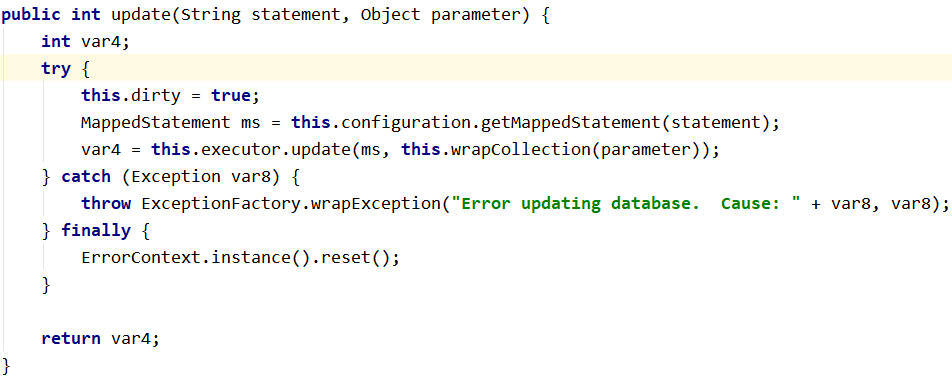 public int update(String statement, Object parameter) {
    int var4;
    try {
        this.dirty = true;
        MappedStatement ms = this.configuration.getMappedStatement(statement);
        var4 = this.executor.update(ms, this.wrapCollection(parameter));
    } catch (Exception var8) {
        throw ExceptionFactory.wrapException("Error updating database.  Cause: " + var8, var8);
    } finally {
        ErrorContext.instance().reset();
    }

    return var4;
}